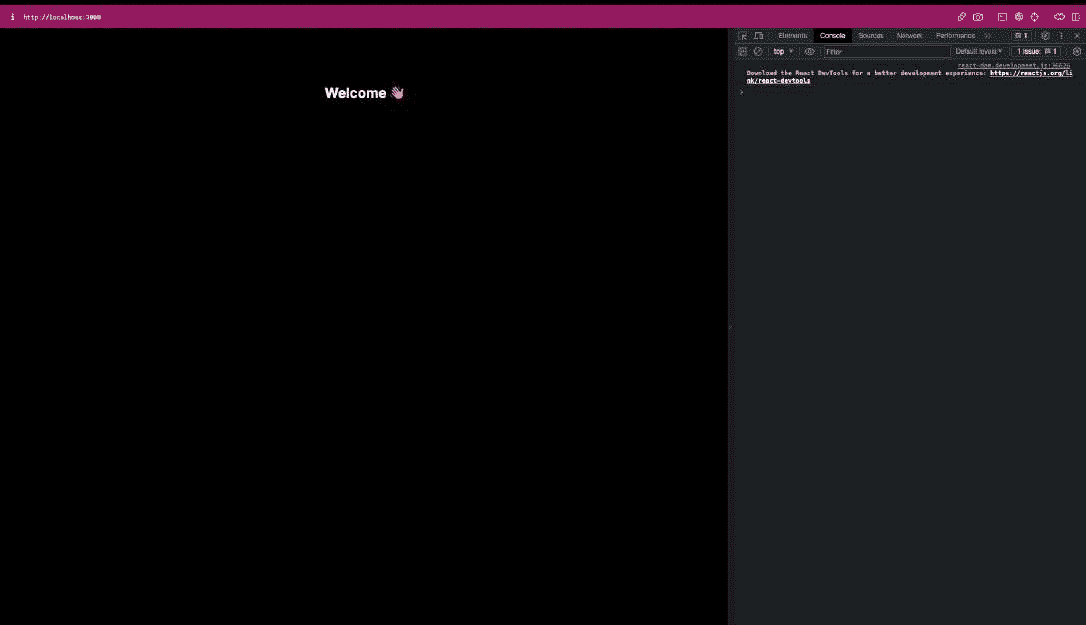 http://localhost:3000
Elements Console Sources Network Performance » 1
top ▾ Filter Default levels ▾ 1 Issue: 1
Welcome 👋
react-dom.development.js:
Download the React DevTools for a better development experience: https://reactjs.org/li
nk/react-devtools